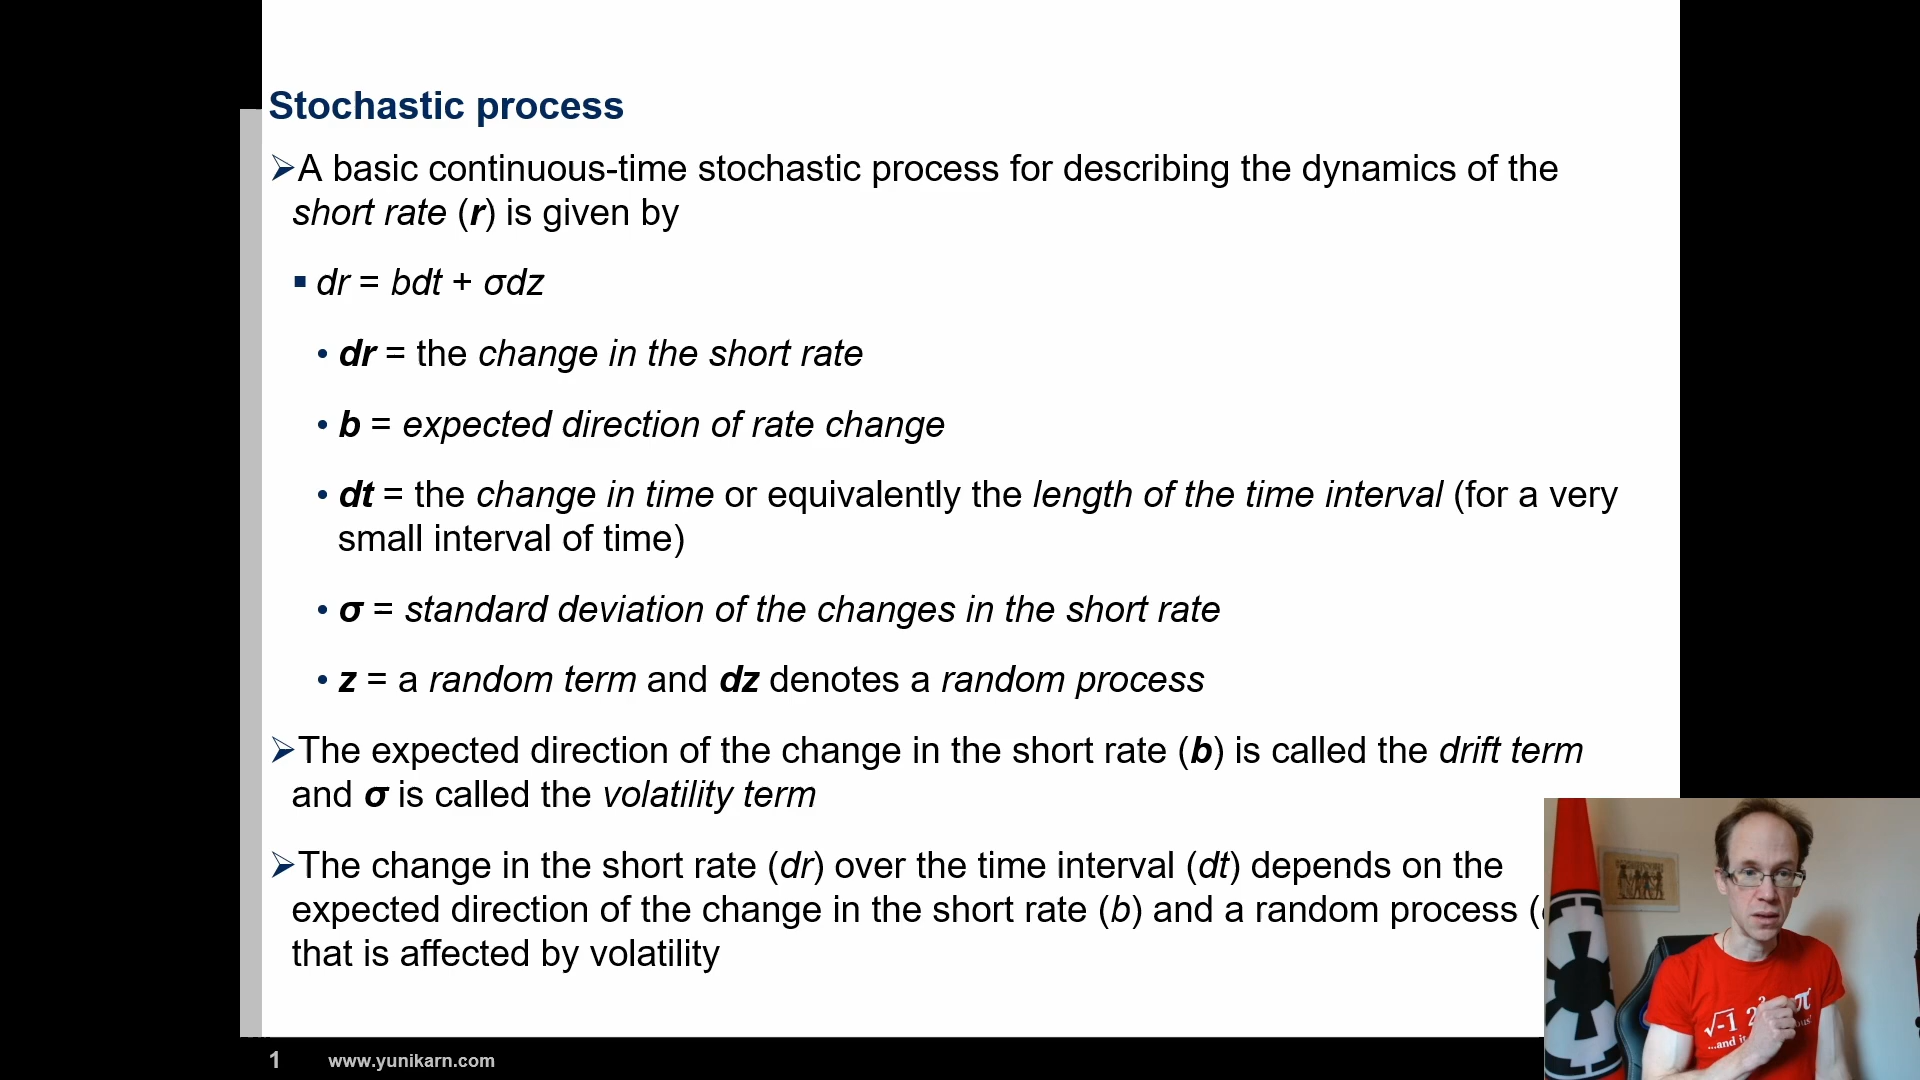 Stochastic process
➢A basic continuous-time stochastic process for describing the dynamics of the
short rate (r) is given by
▪ dr = bdt + σdz
• dr = the change in the short rate
• b = expected direction of rate change
• dt = the change in time or equivalently the length of the time interval (for a very
small interval of time)
• σ = standard deviation of the changes in the short rate
• z = a random term and dz denotes a random process
➢The expected direction of the change in the short rate (b) is called the drift term
and σ is called the volatility term
➢The change in the short rate (dr) over the time interval (dt) depends on the
expected direction of the change in the short rate (b) and a random process (
that is affected by volatility
√-1 2³ π
...and it
1 www.yunikarn.com